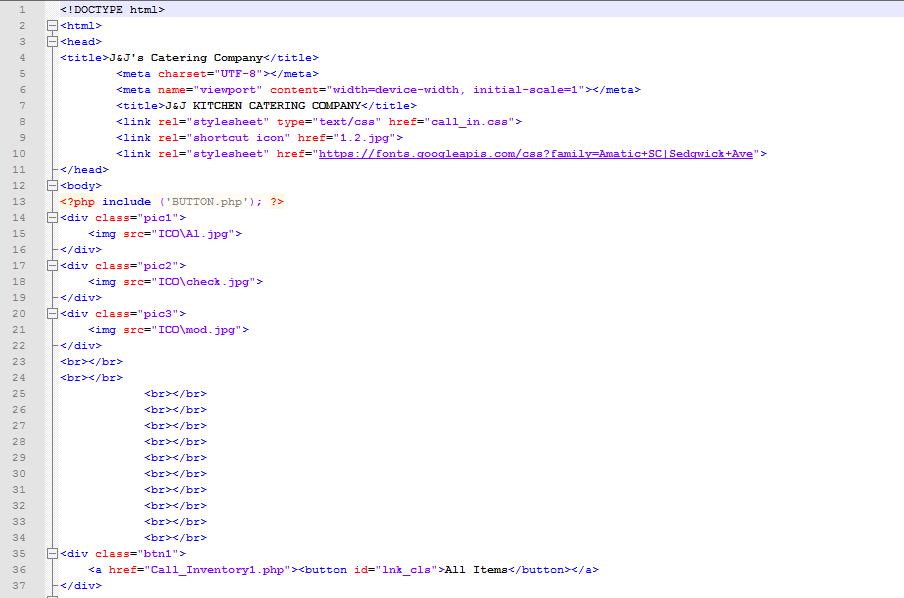 1 <!DOCTYPE html>
2 <html>
3 <head>
4 <title>J&J's Catering Company</title>
5 <meta charset="UTF-8"></meta>
6 <meta name="viewport" content="width=device-width, initial-scale=1"></meta>
7 <title>J&J KITCHEN CATERING COMPANY</title>
8 <link rel="stylesheet" type="text/css" href="call_in.css">
9 <link rel="shortcut icon" href="1.2.jpg">
10 <link rel="stylesheet" href="https://fonts.googleapis.com/css?family=Amatic+SC|Sedgwick+Ave">
11 </head>
12 <body>
13 <?php include ('BUTTON.php'); ?>
14 <div class="pic1">
15 <img src="ICO\Al.jpg">
16 </div>
17 <div class="pic2">
18 <img src="ICO\check.jpg">
19 </div>
20 <div class="pic3">
21 <img src="ICO\mod.jpg">
22 </div>
23 <br></br>
24 <br></br>
25 <br></br>
26 <br></br>
27 <br></br>
28 <br></br>
29 <br></br>
30 <br></br>
31 <br></br>
32 <br></br>
33 <br></br>
34 <br></br>
35 <div class="btn1">
36 <a href="Call_Inventory1.php"><button id="lnk_cls">All Items</button></a>
37 </div>